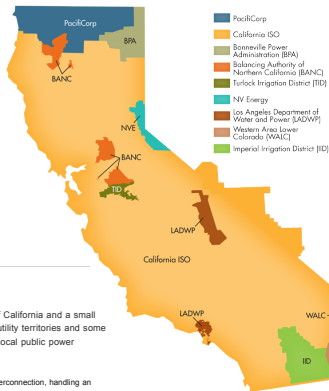 PacifiCorp
BPA
BANC
NVE
BANC
TID
LADWP
California ISO
LADWP
WALC
IID
PacifiCorp
California ISO
Bonneville Power
Administration (BPA)
Balancing Authority of
Northern California (BANC)
Turlock Irrigation District (TID)
NV Energy
Los Angeles Department of
Water and Power (LADWP)
Western Area Lower
Colorado (WALC)
Imperial Irrigation District (IID)
California and a small
utility territories and some
local public power
erconnection, handling an